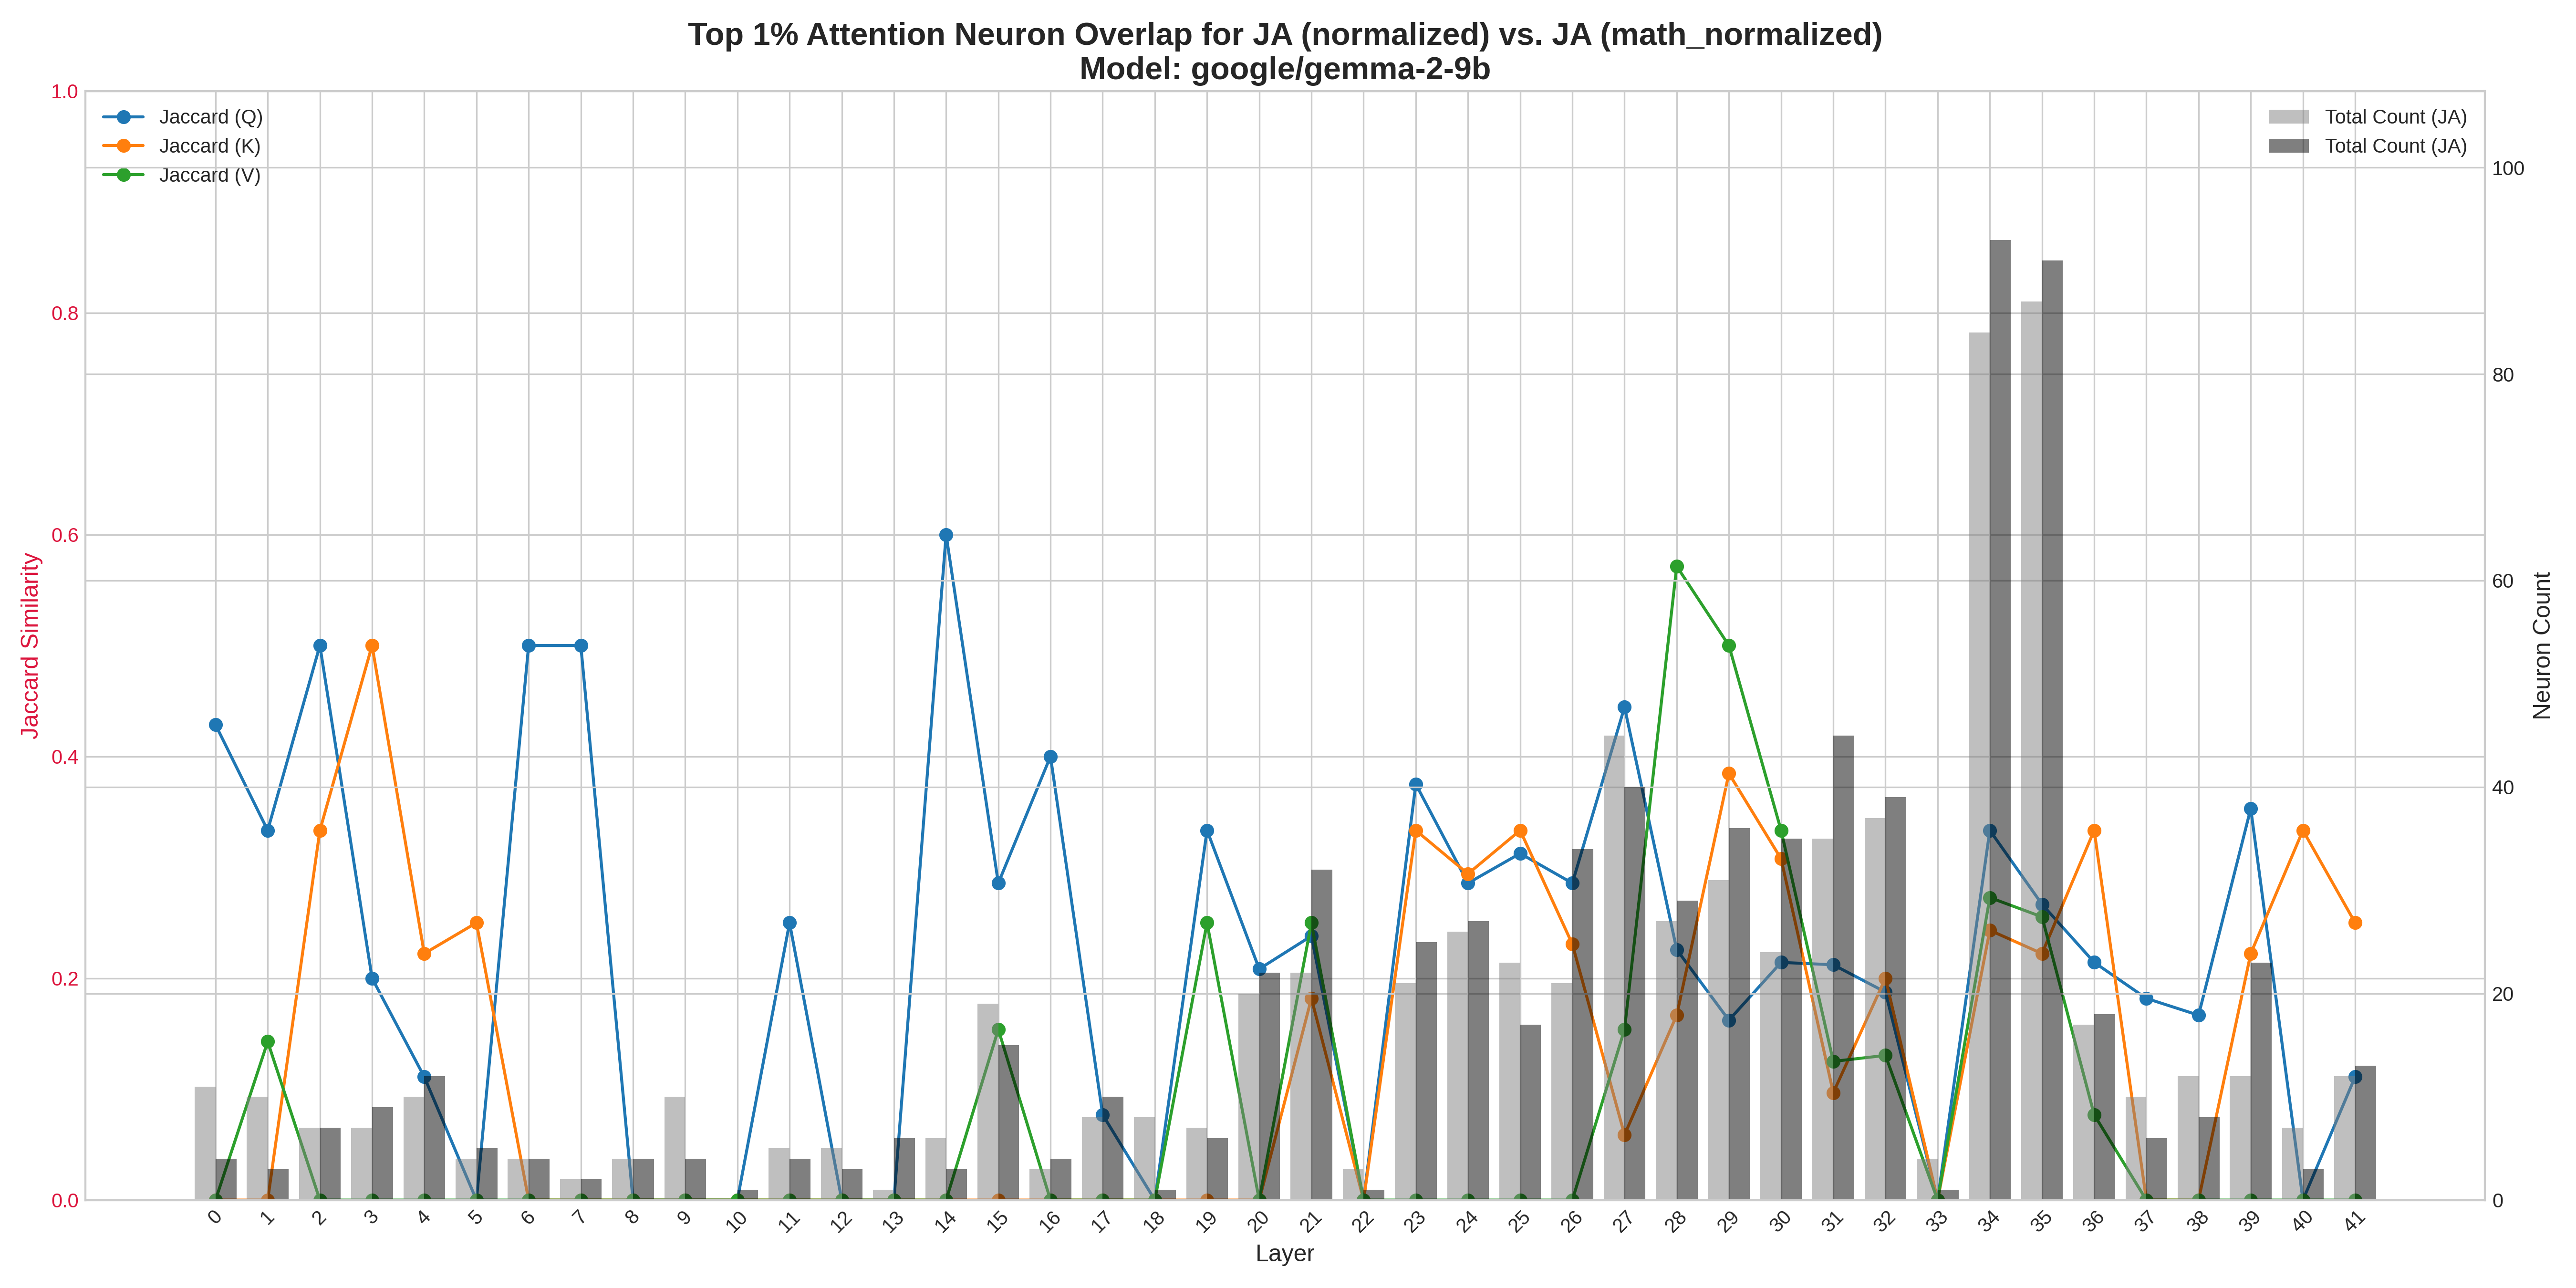 Top 1% Attention Neuron Overlap for JA (normalized) vs. JA (math_normalized)
Model: google/gemma-2-9b
Jaccard (Q)
Jaccard (K)
Jaccard (V)
Total Count (JA)
Total Count (JA)
Jaccard Similarity
1.0
0.8
0.6
0.4
0.2
0.0
Neuron Count
100
80
60
40
20
0
0 1 2 3 4 5 6 7 8 9 10 11 12 13 14 15 16 17 18 19 20 21 22 23 24 25 26 27 28 29 30 31 32 33 34 35 36 37 38 39 40 41
Layer